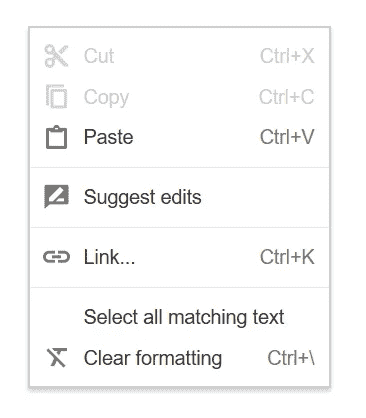 Cut Ctrl+X
Copy Ctrl+C
Paste Ctrl+V
Suggest edits
Link... Ctrl+K
Select all matching text
Clear formatting Ctrl+\